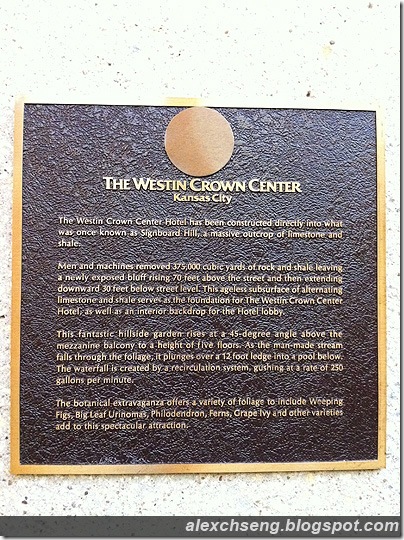 THE WESTIN CROWN CENTER
Kansas City
The Westin Crown Center Hotel has been constructed directly into what
was once known as Signboard Hill, a massive outcrop of limestone and
shale.
Men and machines removed 375,000 cubic yards of rock and shale leaving
a newly exposed bluff rising 70 feet above the street and then extending
downward 30 feet below street level. This ageless subsurface of alternating
limestone and shale serves as the foundation for The Westin Crown Center
Hotel, as well as an interior backdrop for the Hotel lobby.
This fantastic hillside garden rises at a 45-degree angle above the
mezzanine balcony to a height of five floors. As the man-made stream
falls through the foliage, it plunges over a 12 foot ledge into a pool below.
The waterfall is created by a recirculation system, gushing at a rate of 250
gallons per minute.
The botanical extravaganza offers a variety of foliage to include Weeping
Figs, Big Leaf Urinomas, Philodendron, Ferns, Grape Ivy and other varieties
add to this spectacular attraction.
alexchseng.blogspot.com